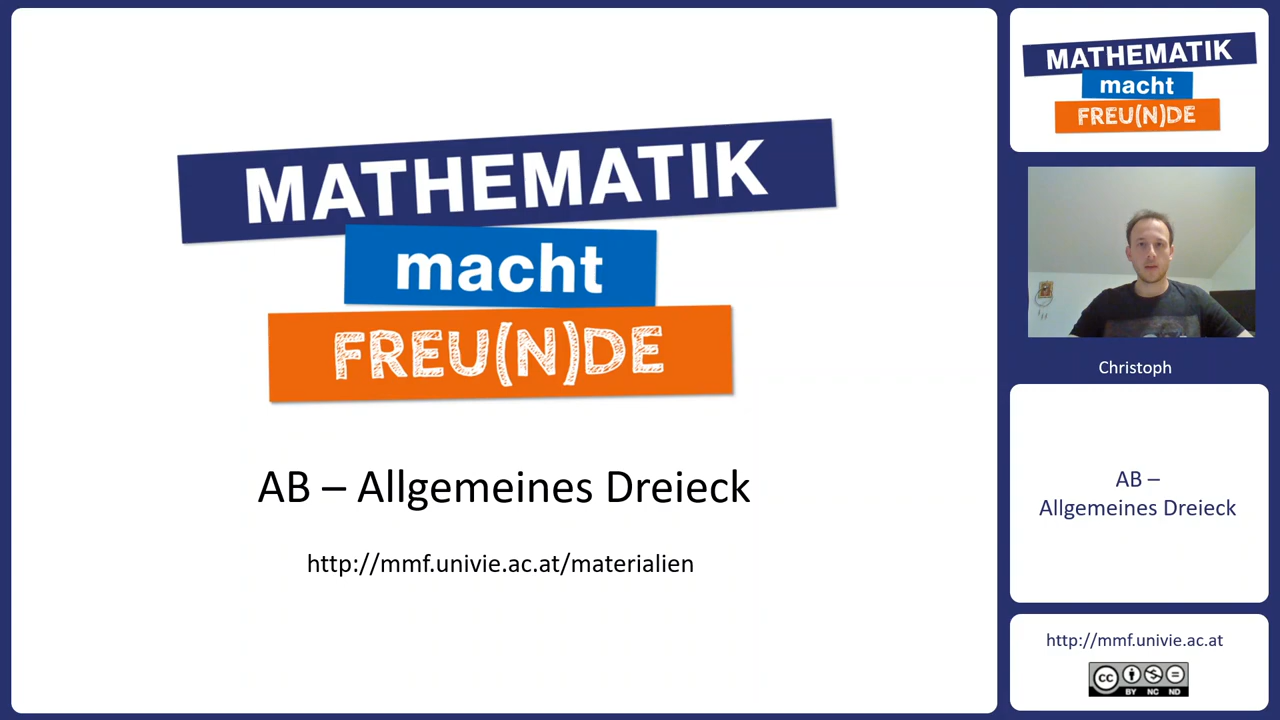 MATHEMATIK
macht
FREU(N)DE
AB – Allgemeines Dreieck
http://mmf.univie.ac.at/materialien
MATHEMATIK
macht
FREU(N)DE
Christoph
AB –
Allgemeines Dreieck
http://mmf.univie.ac.at
cc
BY NC ND